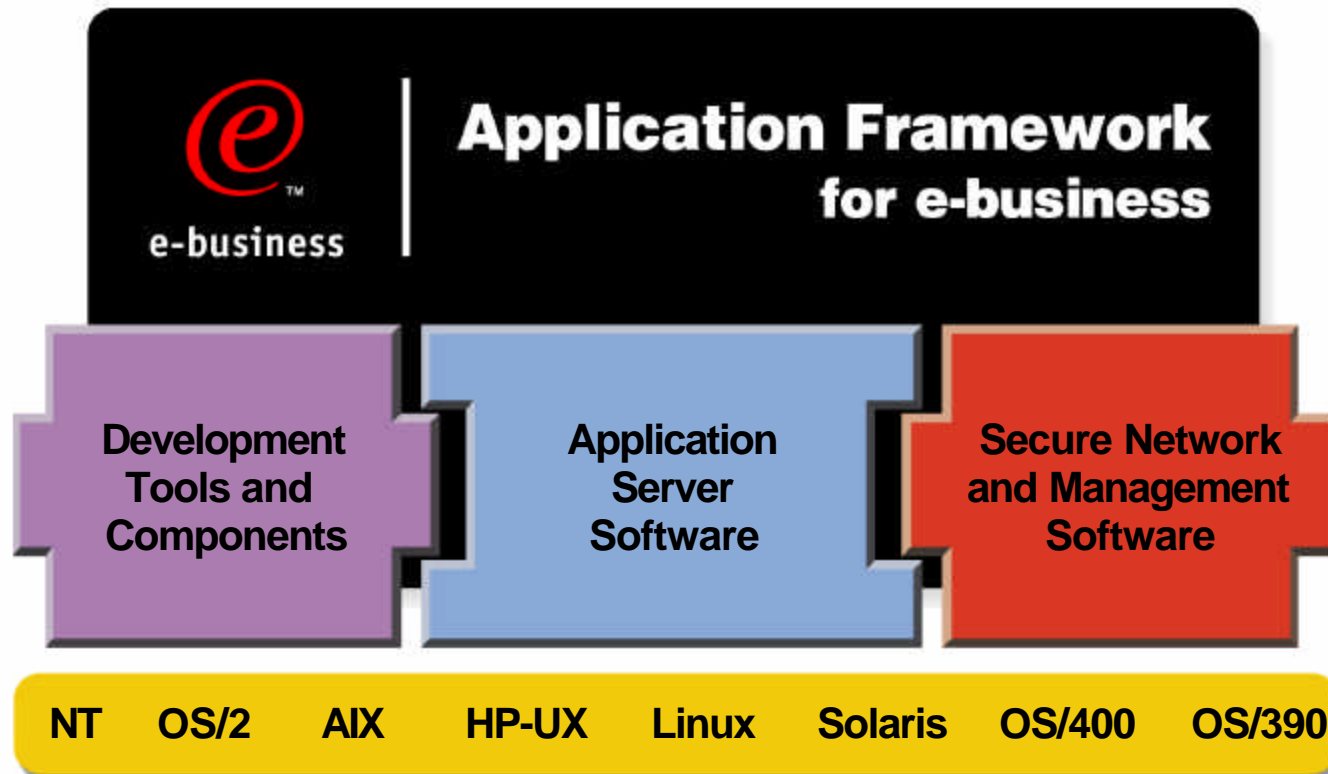 e
TM
e-business
Application Framework
for e-business
Development
Tools and
Components
Application
Server
Software
Secure Network
and Management
Software
NT OS/2 AIX HP-UX Linux Solaris OS/400 OS/390